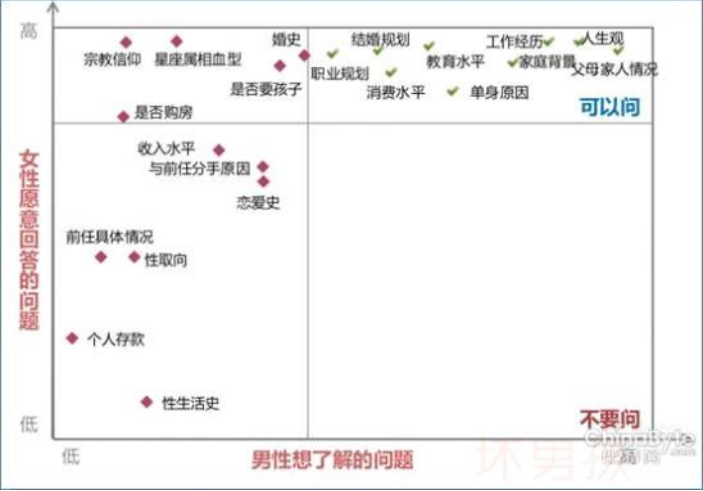 高
婚史
结婚规划
工作经历
人生观
宗教信仰
星座属相血型
教育水平
家庭背景
父母家人情况
是否要孩子
职业规划
消费水平
单身原因
是否购房
可以问
收入水平
与前任分手原因
恋爱史
女性愿意回答的问题
前任具体情况
性取向
个人存款
性生活史
不要问
低
低
男性想了解的问题
高
ChinaByte
.com
坏男孩